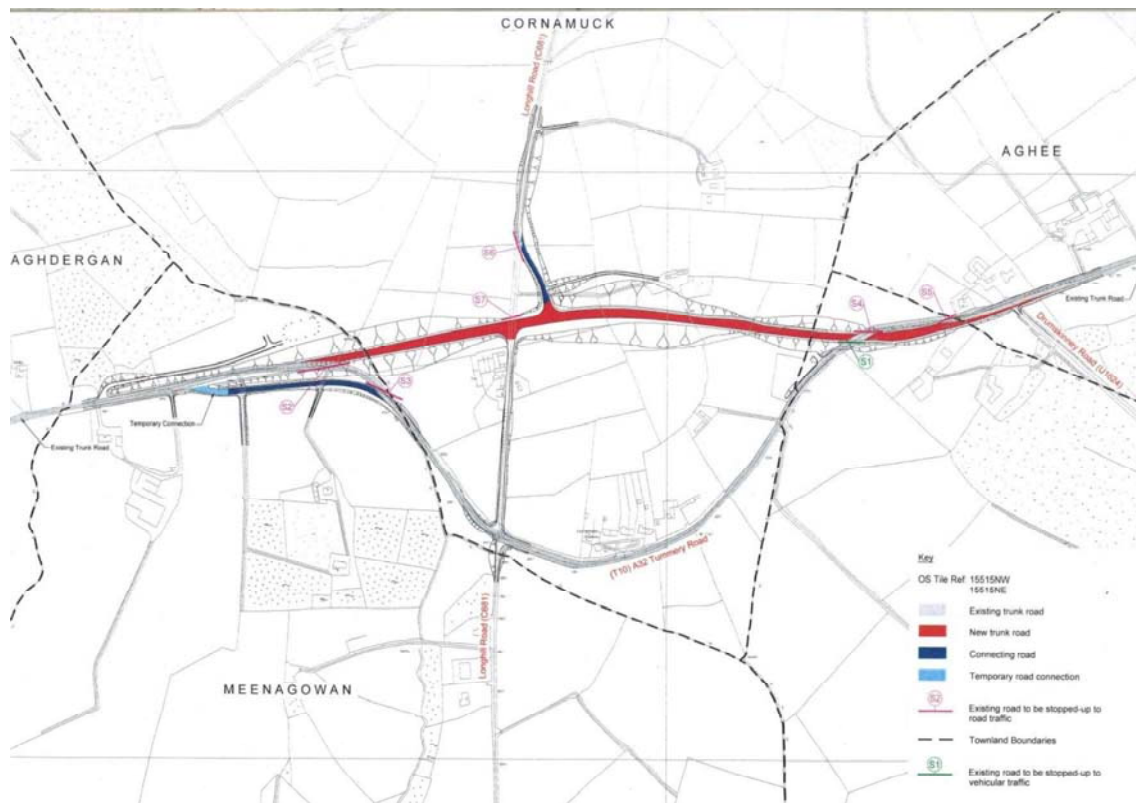 CORNAMUCK
Longhill Road (C681)
AGHEE
AGHDERGAN
S6
S7
S4
S5
Existing Trunk Road
Drumskinney Road (U1024)
S1
S3
S2
Temporary Connection
Existing Trunk Road
(T10) A32 Tummery Road
Longhill Road (C681)
MEENAGOWAN
Key
OS Tile Ref: 15515NW
15515NE
Existing trunk road
New trunk road
Connecting road
Temporary road connection
S2
Existing road to be stopped-up to
road traffic
Townland Boundaries
S1
Existing road to be stopped-up to
vehicular traffic